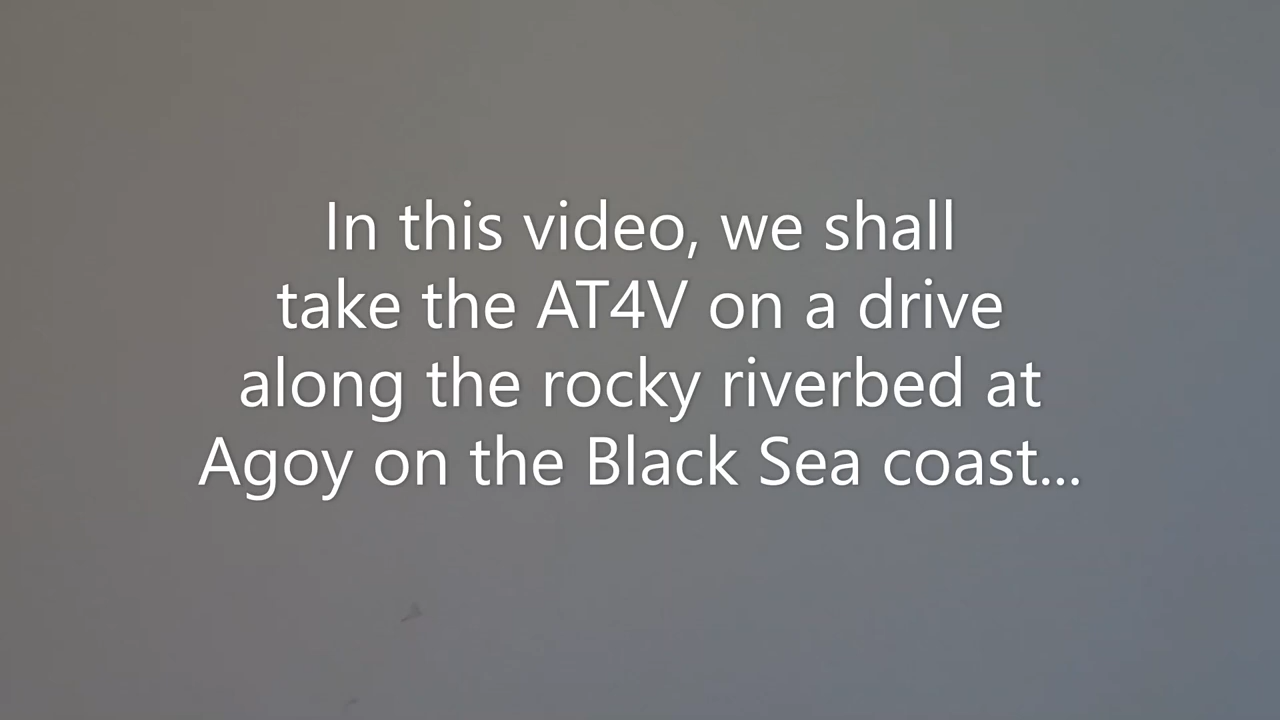 In this video, we shall
take the AT4V on a drive
along the rocky riverbed at
Agoy on the Black Sea coast...